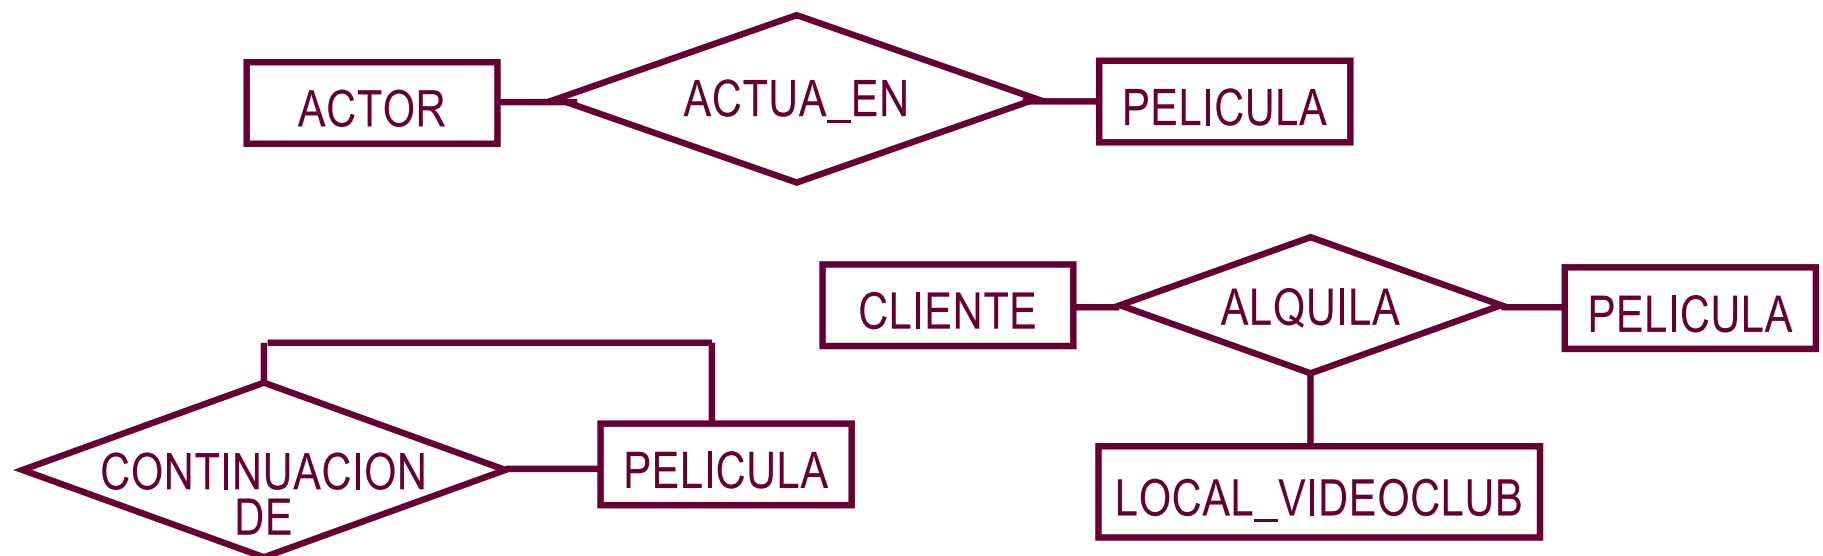 ACTOR
ACTUA_EN
PELICULA
CLIENTE
ALQUILA
PELICULA
CONTINUACION
DE
PELICULA
LOCAL_VIDEOCLUB